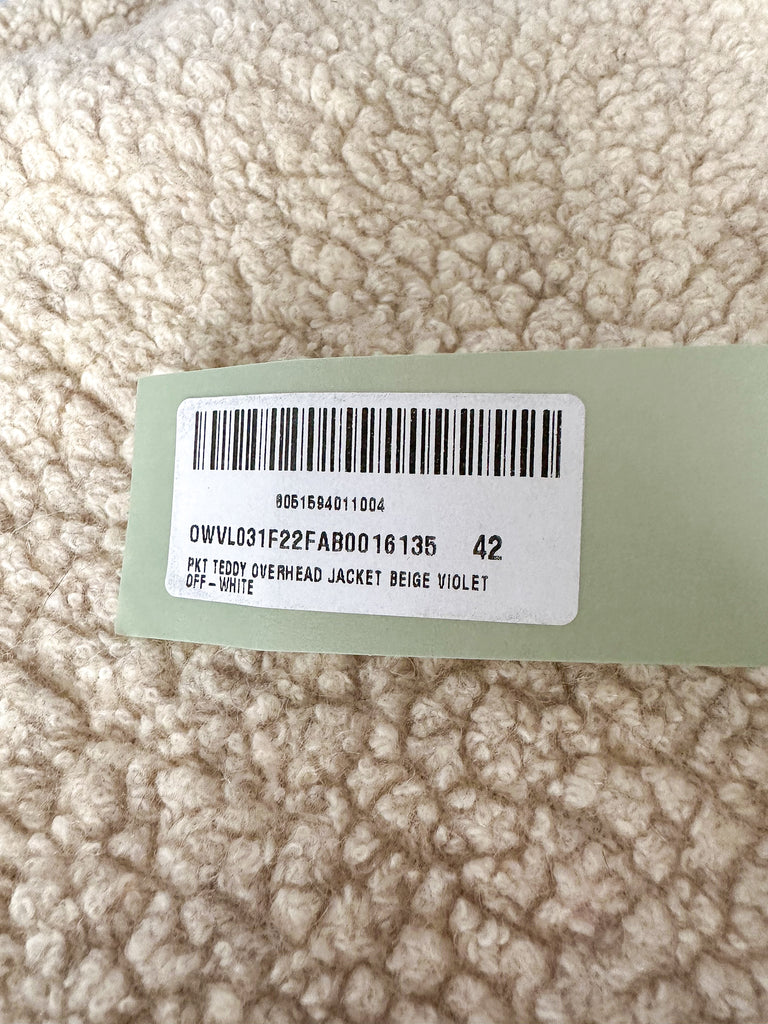 8051594011004
OWVL031F22FAB0016135 42
PKT TEDDY OVERHEAD JACKET BEIGE VIOLET
OFF-WHITE